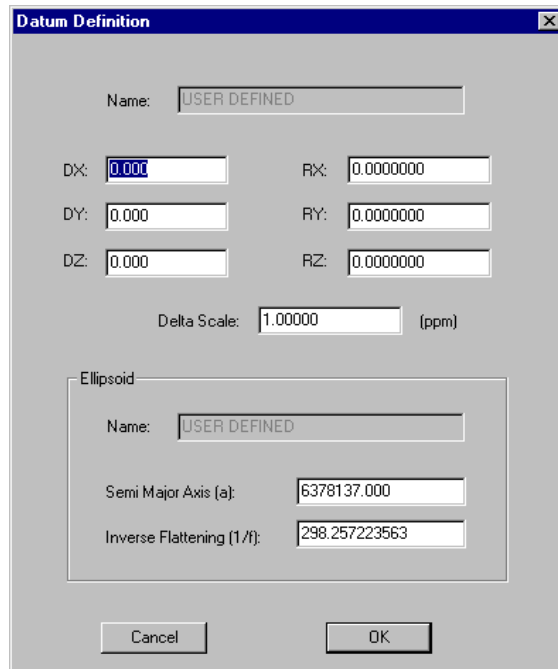 Datum Definition
Name: USER DEFINED
DX: 0.000 RX: 0.0000000
DY: 0.000 RY: 0.0000000
DZ: 0.000 RZ: 0.0000000
Delta Scale: 1.00000 (ppm)
Ellipsoid
Name: USER DEFINED
Semi Major Axis (a): 6378137.000
Inverse Flattening (1/f): 298.257223563
Cancel OK